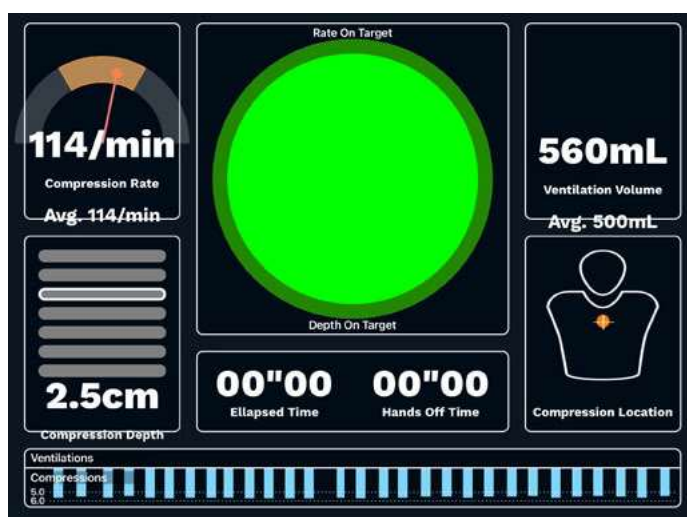 114/min
Compression Rate
Avg. 114/min
Rate On Target
Depth On Target
560mL
Ventilation Volume
Avg. 500mL
2.5cm
Compression Depth
00"00 00"00
Ellapsed Time Hands Off Time
Compression Location
Ventilations
Compressions
5.0
6.0